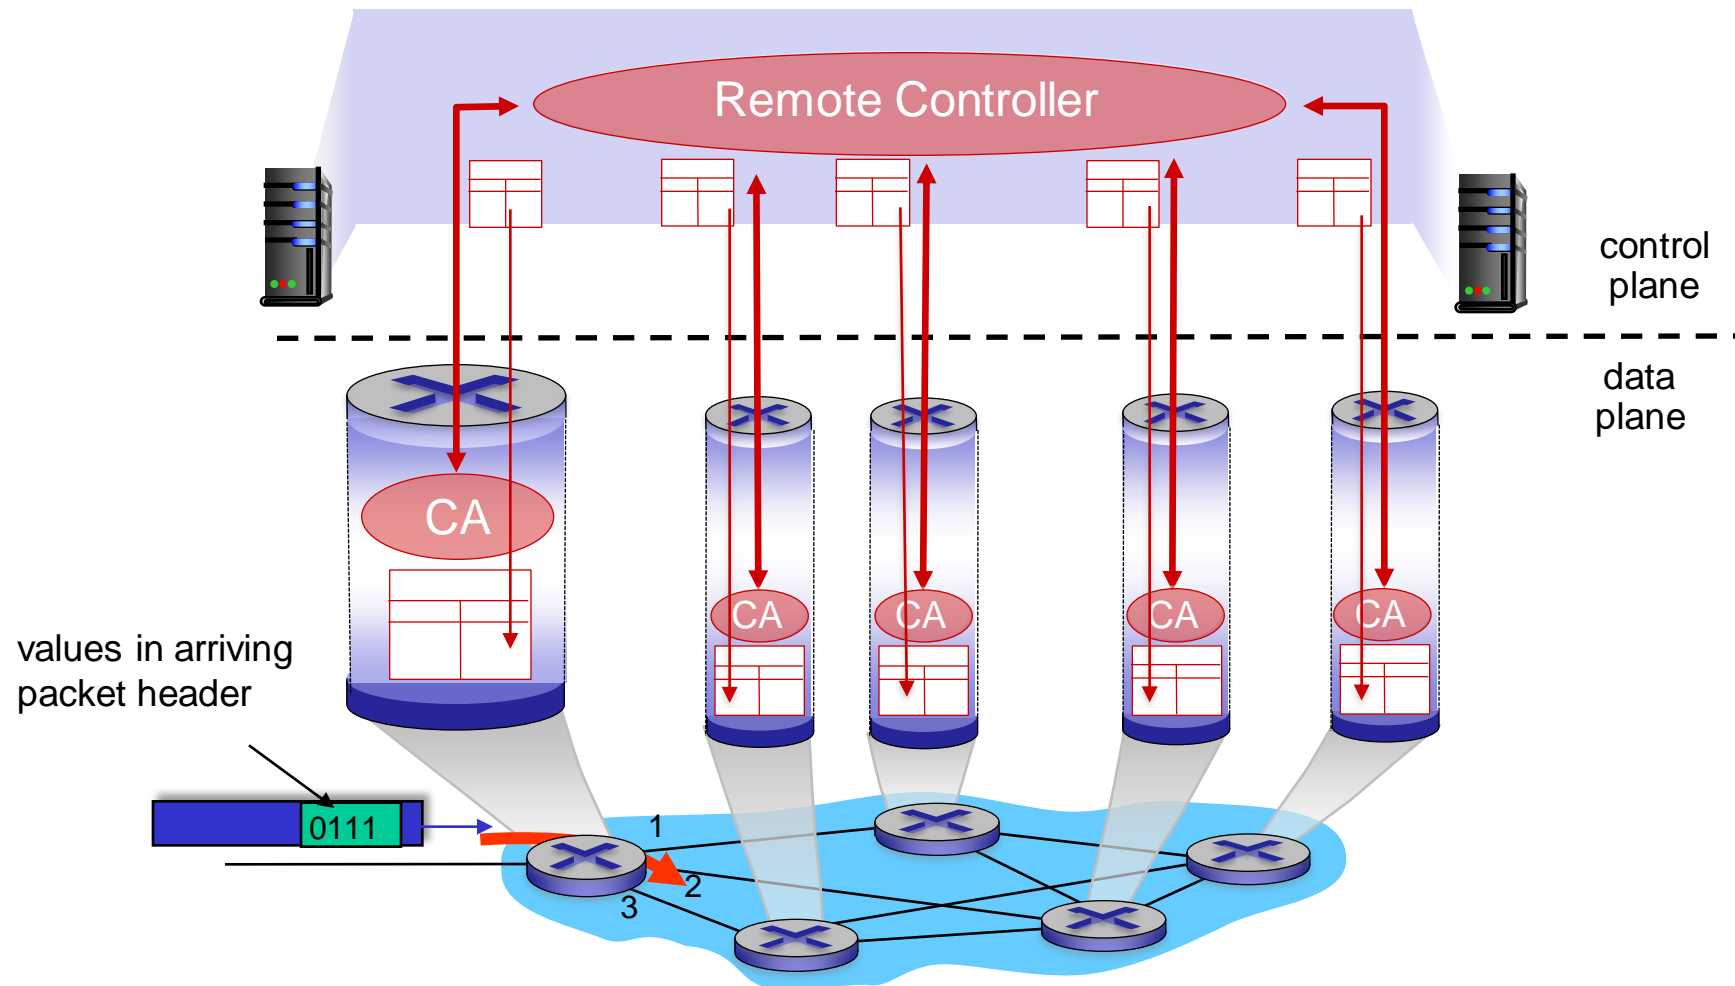 Remote Controller
control
plane
data
plane
CA
CA
CA
CA
CA
values in arriving
packet header
0111
1
2
3